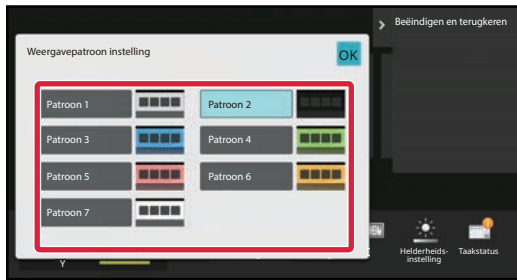 Beëindigen en terugkeren
Weergavepatroon instelling
OK
Patroon 1
Patroon 2
Patroon 3
Patroon 4
Patroon 5
Patroon 6
Patroon 7
Y
Helderheids-
instelling
Taakstatus